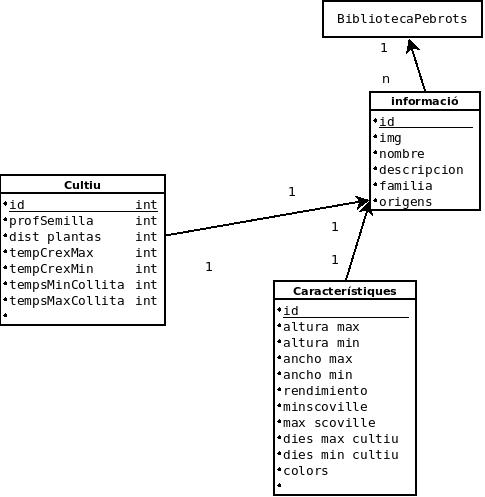 BibliotecaPebrots
1
n
informació
id
img
nombre
descripcion
familia
origens
Cultiu
id int
profSemilla int
dist plantas int
tempCrexMax int
tempCrexMin int
tempsMinCollita int
tempsMaxCollita int
1
1
1
1
Característiques
id
altura max
altura min
ancho max
ancho min
rendimiento
minscoville
max scoville
dies max cultiu
dies min cultiu
colors